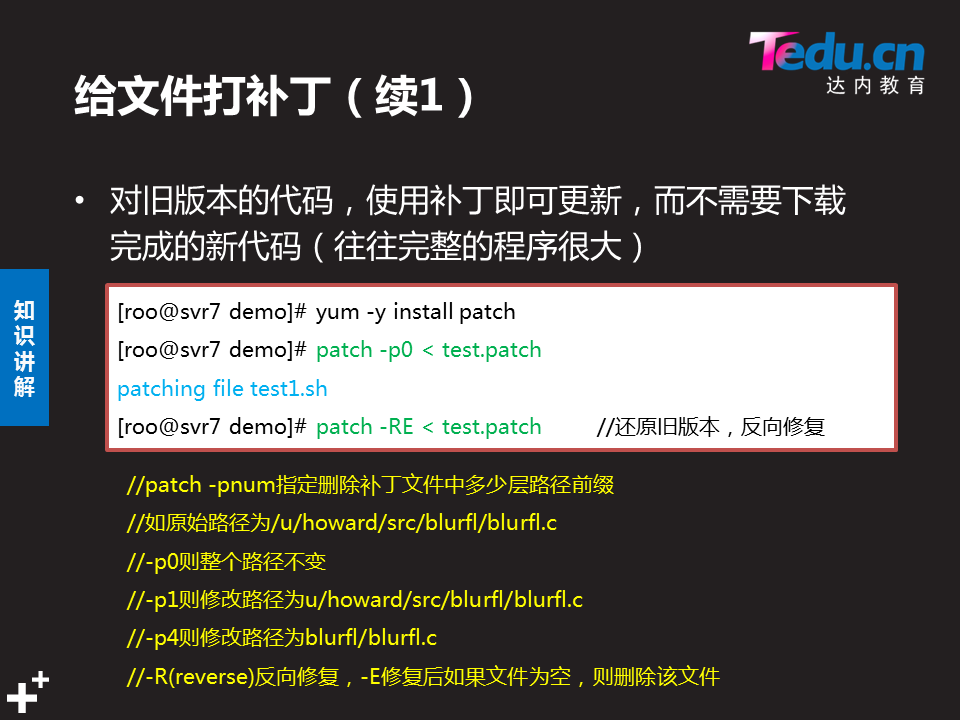 Tedu.cn
达内教育
给文件打补丁（续1）
• 对旧版本的代码，使用补丁即可更新，而不需要下载
完成的新代码（往往完整的程序很大）
知识讲解
[roo@svr7 demo]# yum -y install patch
[roo@svr7 demo]# patch -p0 < test.patch
patching file test1.sh
[roo@svr7 demo]# patch -RE < test.patch //还原旧版本，反向修复
//patch -pnum指定删除补丁文件中多少层路径前缀
//如原始路径为/u/howard/src/blurfl/blurfl.c
//-p0则整个路径不变
//-p1则修改路径为u/howard/src/blurfl/blurfl.c
//-p4则修改路径为blurfl/blurfl.c
//-R(reverse)反向修复，-E修复后如果文件为空，则删除该文件